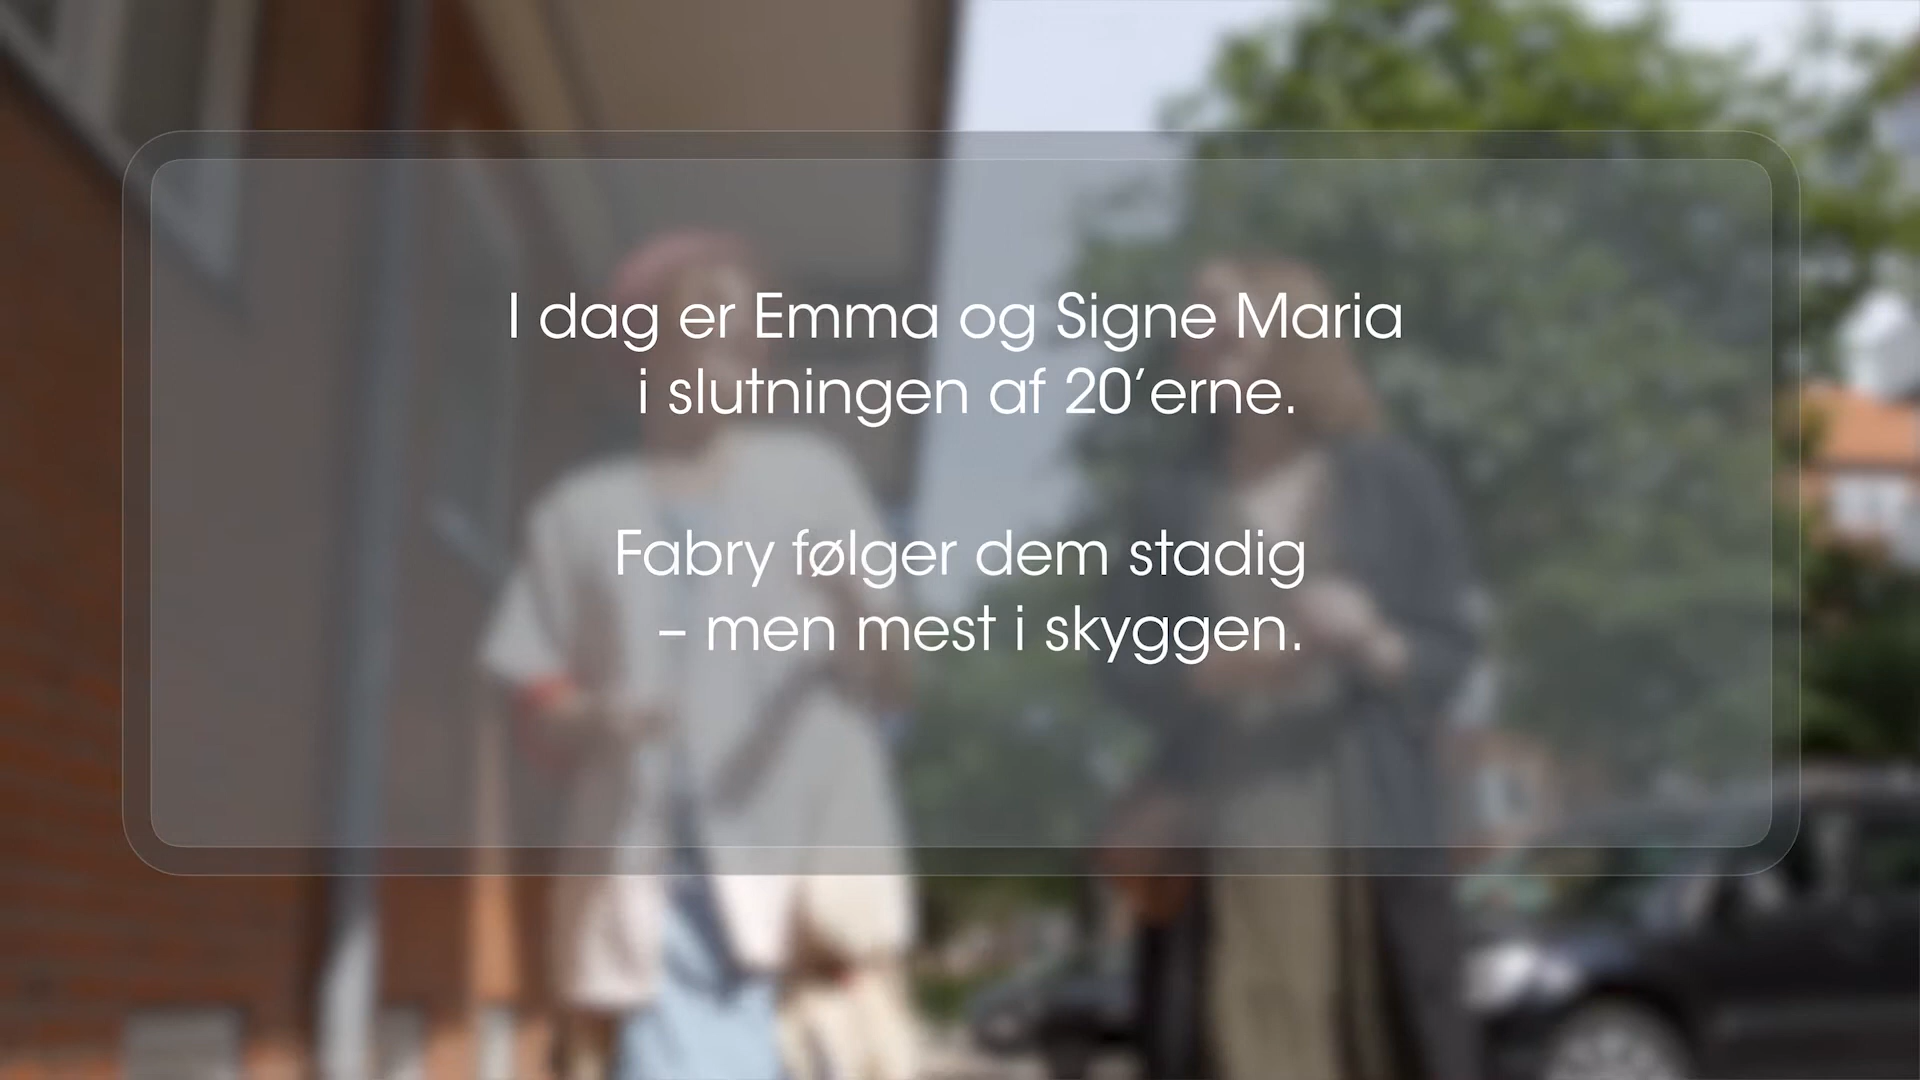 I dag er Emma og Signe Maria
i slutningen af 20’erne.
Fabry følger dem stadig
– men mest i skyggen.